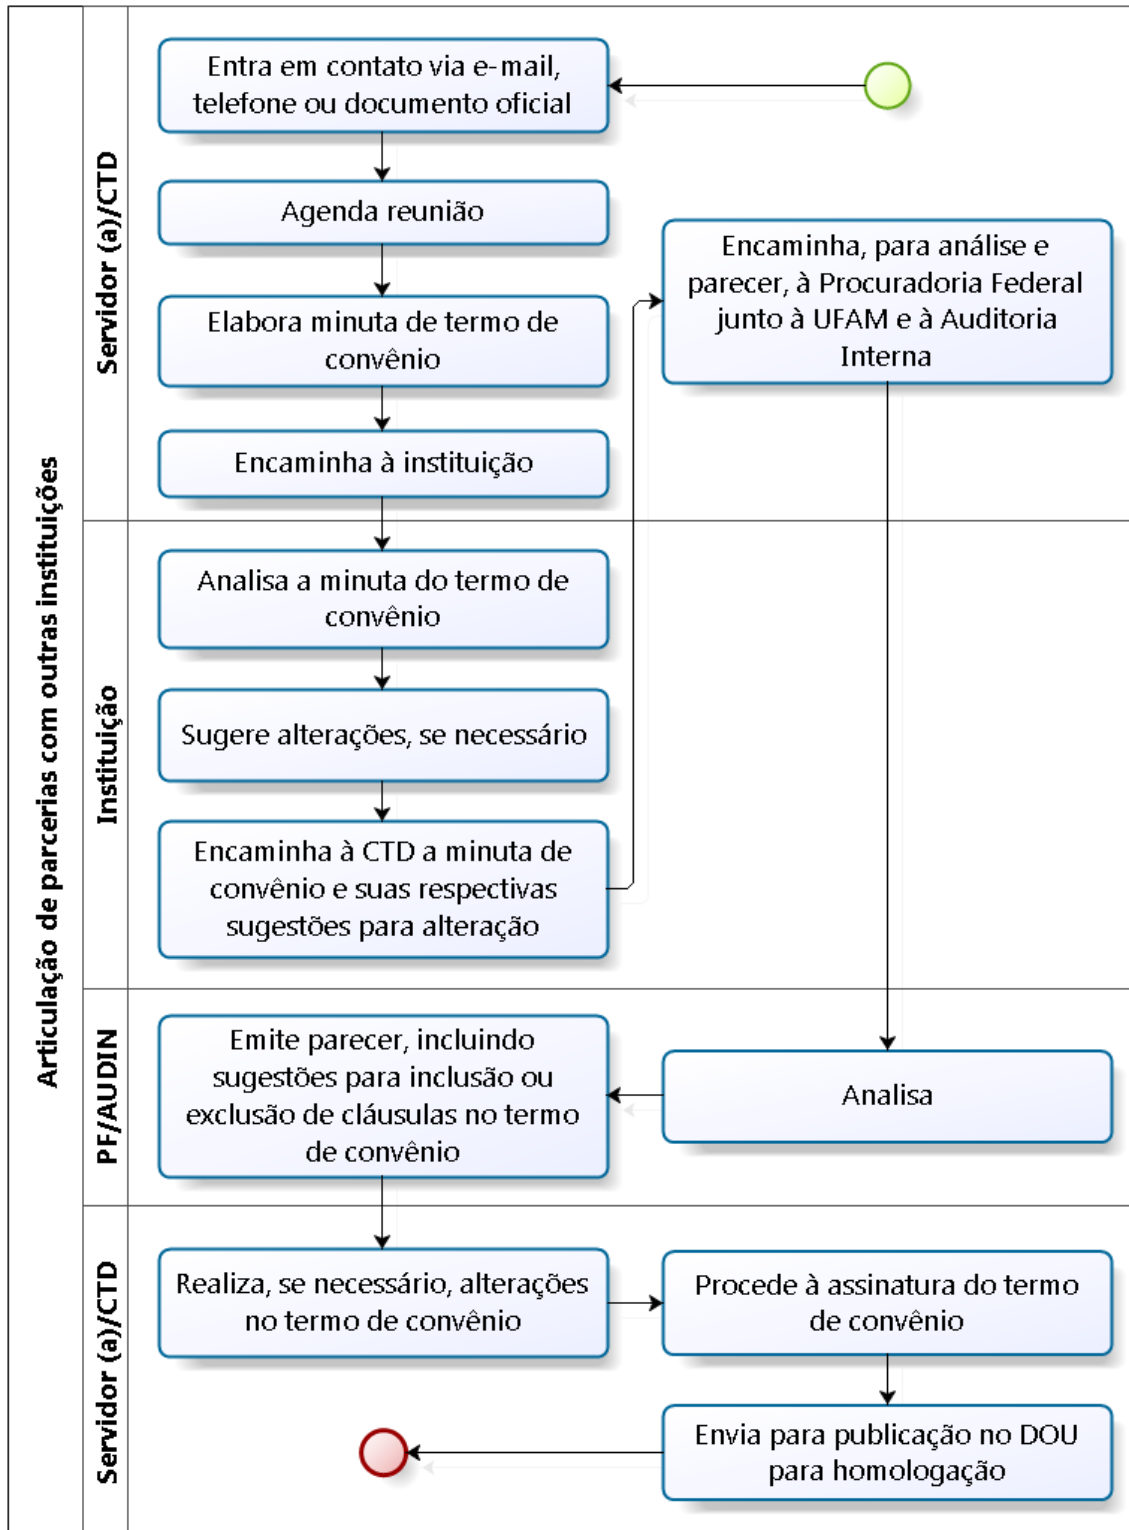 Articulação de parcerias com outras instituições
Servidor (a)/CTD
Entra em contato via e-mail,
telefone ou documento oficial
Agenda reunião
Elabora minuta de termo de
convênio
Encaminha à instituição
Encaminha, para análise e
parecer, à Procuradoria Federal
junto à UFAM e à Auditoria
Interna
Instituição
Analisa a minuta do termo de
convênio
Sugere alterações, se necessário
Encaminha à CTD a minuta de
convênio e suas respectivas
sugestões para alteração
PF/AUDIN
Analisa
Emite parecer, incluindo
sugestões para inclusão ou
exclusão de cláusulas no termo
de convênio
Servidor (a)/CTD
Realiza, se necessário, alterações
no termo de convênio
Procede à assinatura do termo
de convênio
Envia para publicação no DOU
para homologação